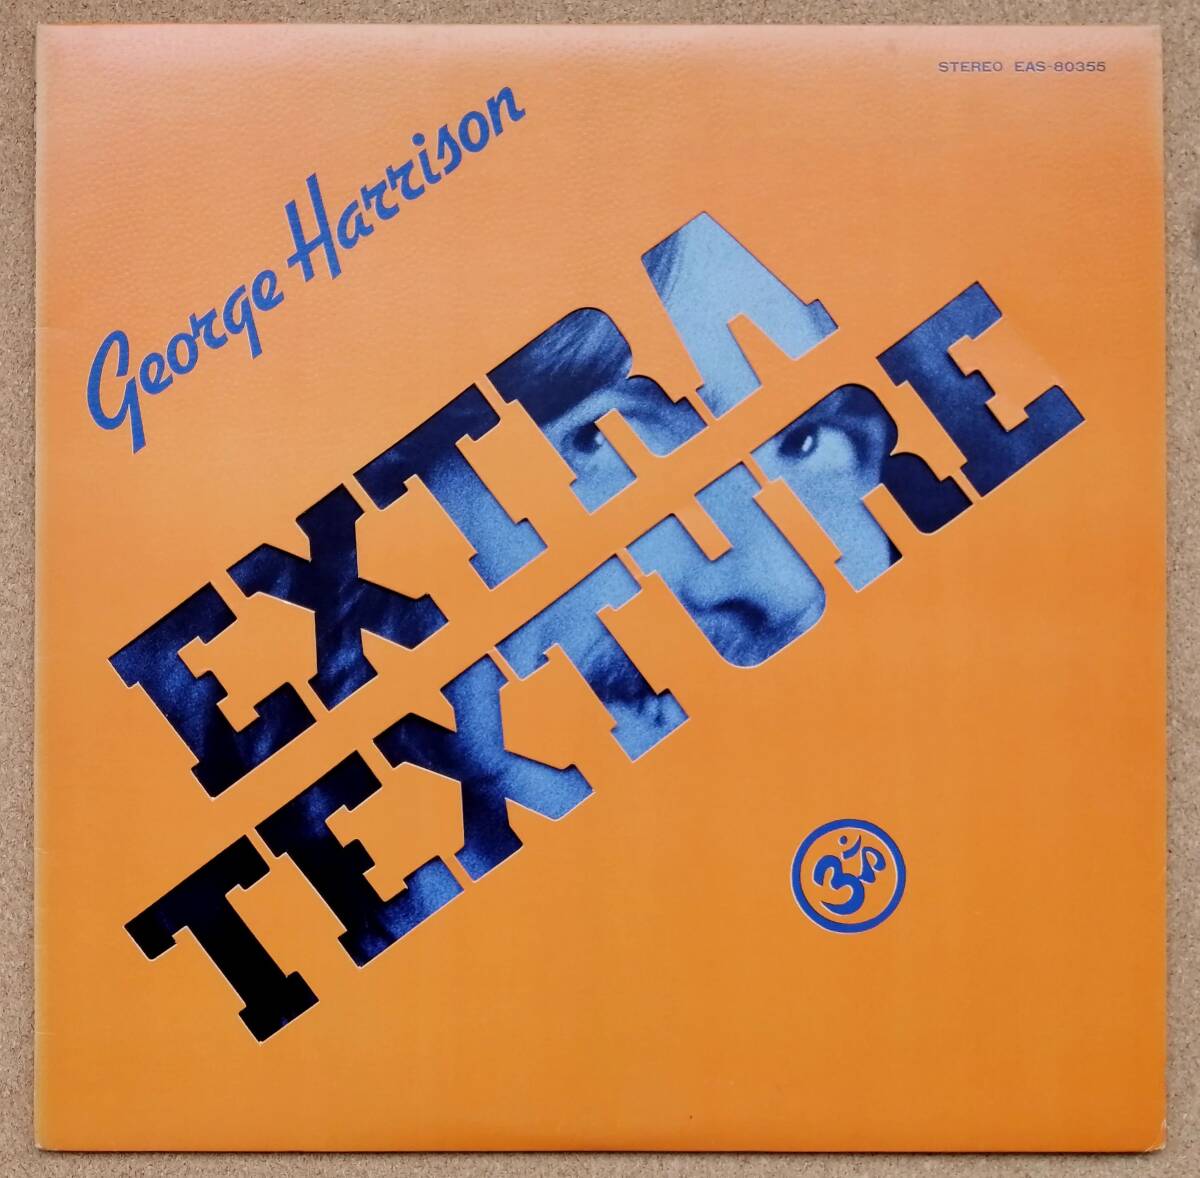 STEREO EAS-80355
George Harrison
EXTRA
TEXTURE
ॐ